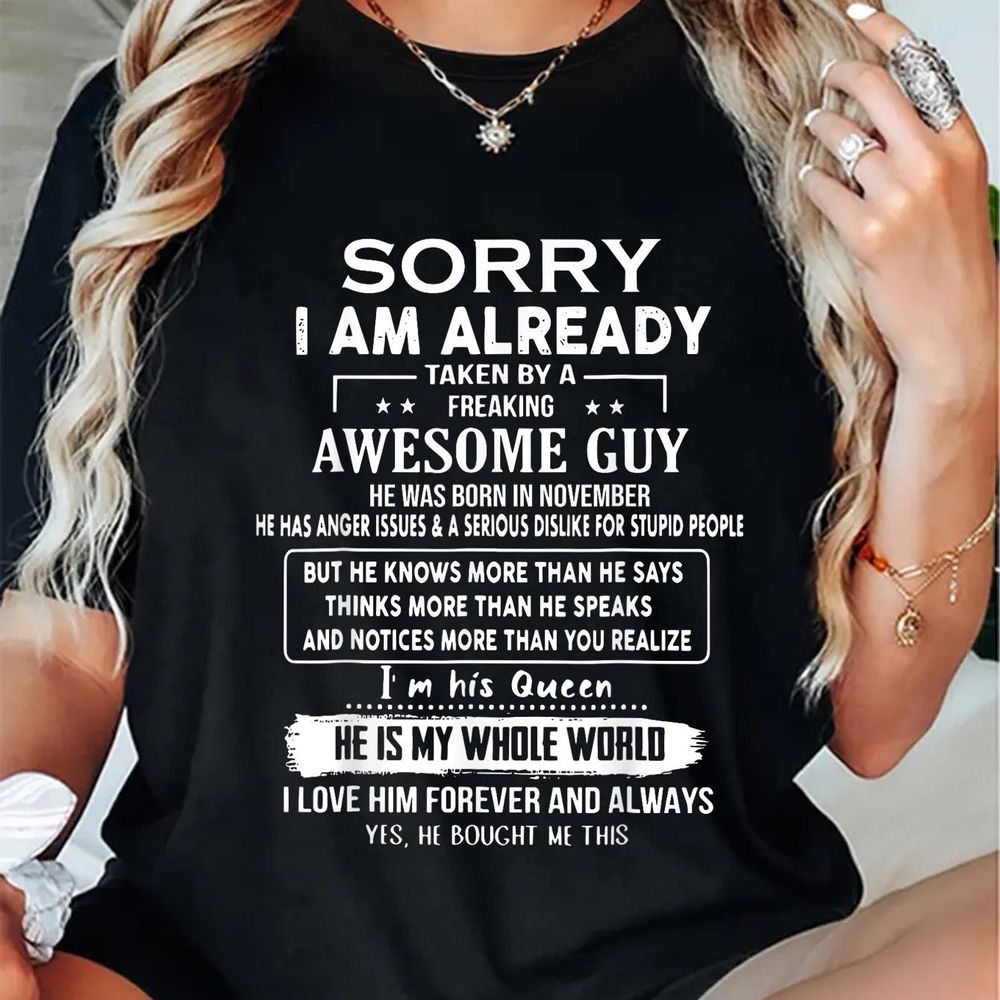 SORRY
I AM ALREADY
TAKEN BY A
FREAKING
AWESOME GUY
HE WAS BORN IN NOVEMBER
HE HAS ANGER ISSUES & A SERIOUS DISLIKE FOR STUPID PEOPLE
BUT HE KNOWS MORE THAN HE SAYS
THINKS MORE THAN HE SPEAKS
AND NOTICES MORE THAN YOU REALIZE
I'm his Queen
HE IS MY WHOLE WORLD
I LOVE HIM FOREVER AND ALWAYS
YES, HE BOUGHT ME THIS